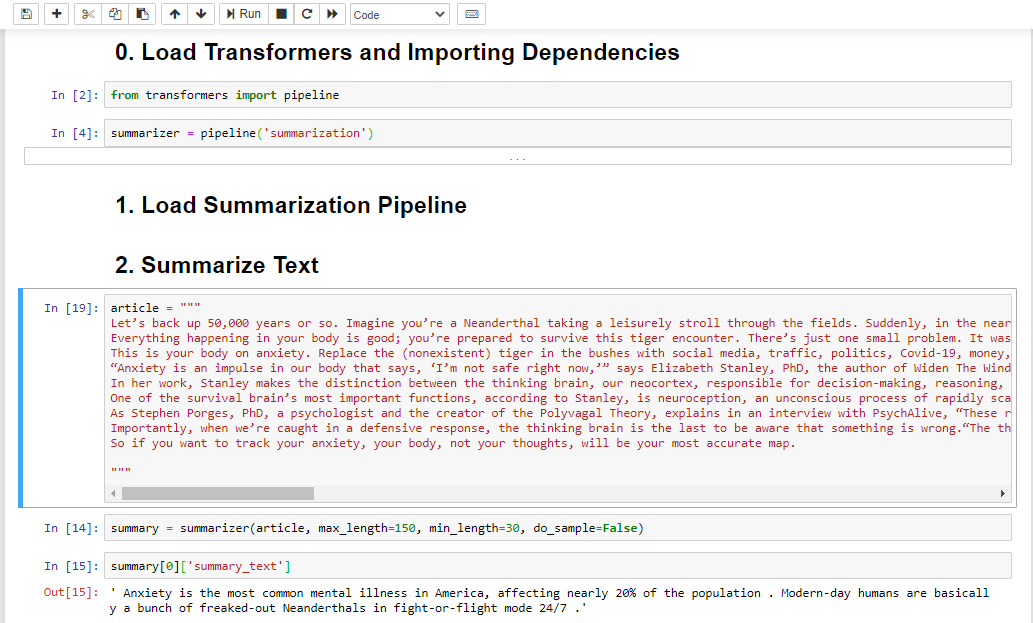 Run Code
0. Load Transformers and Importing Dependencies
In [2]: from transformers import pipeline
In [4]: summarizer = pipeline('summarization')
...
1. Load Summarization Pipeline
2. Summarize Text
In [19]: article = """
Let’s back up 50,000 years or so. Imagine you’re a Neanderthal taking a leisurely stroll through the fields. Suddenly, in the near
Everything happening in your body is good; you’re prepared to survive this tiger encounter. There’s just one small problem. It was
This is your body on anxiety. Replace the (nonexistent) tiger in the bushes with social media, traffic, politics, Covid-19, money,
“Anxiety is an impulse in our body that says, ‘I’m not safe right now,’” says Elizabeth Stanley, PhD, the author of Widen The Wind
In her work, Stanley makes the distinction between the thinking brain, our neocortex, responsible for decision-making, reasoning,
One of the survival brain’s most important functions, according to Stanley, is neuroception, an unconscious process of rapidly sca
As Stephen Porges, PhD, a psychologist and the creator of the Polyvagal Theory, explains in an interview with PsychAlive, “These r
Importantly, when we’re caught in a defensive response, the thinking brain is the last to be aware that something is wrong.“The th
So if you want to track your anxiety, your body, not your thoughts, will be your most accurate map.
"""
In [14]: summary = summarizer(article, max_length=150, min_length=30, do_sample=False)
In [15]: summary[0]['summary_text']
Out[15]: ' Anxiety is the most common mental illness in America, affecting nearly 20% of the population . Modern-day humans are basicall
y a bunch of freaked-out Neanderthals in fight-or-flight mode 24/7 .'